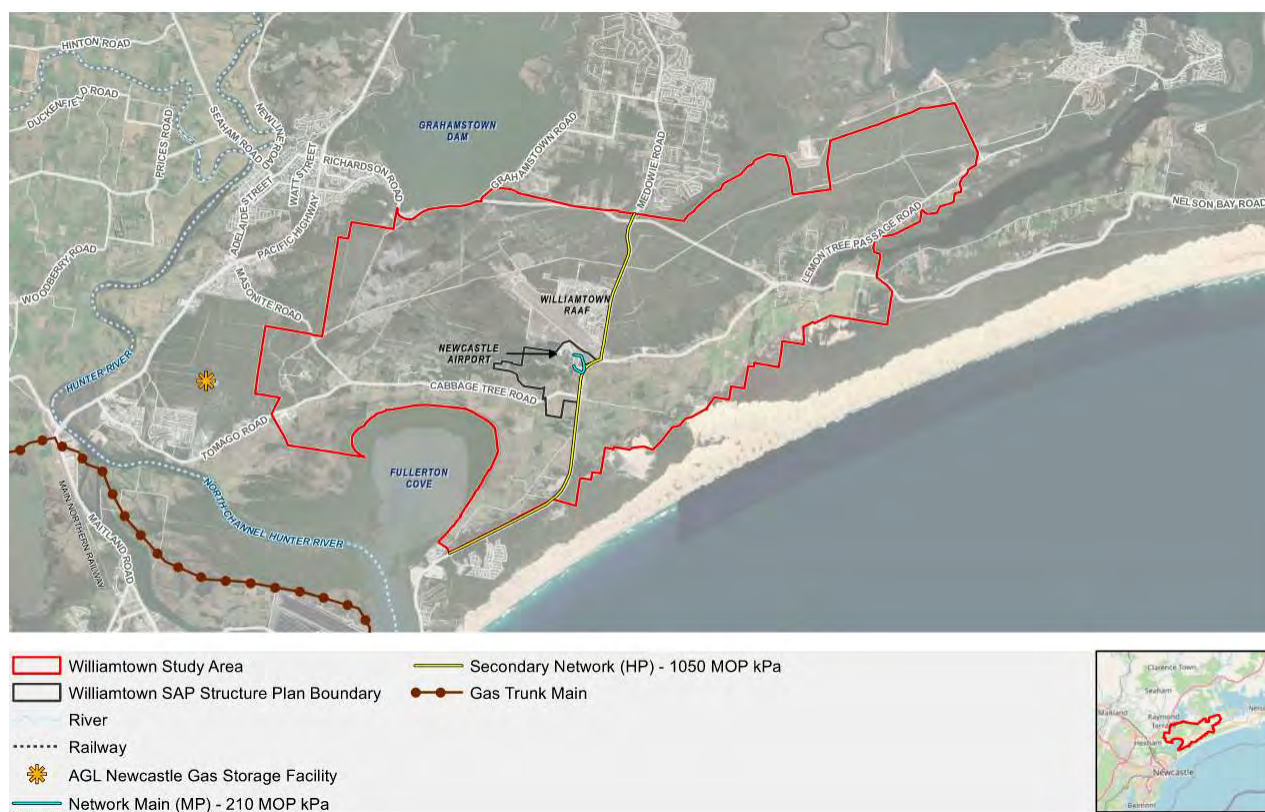 HINTON ROAD
DUCKENFIELD ROAD
PRICES ROAD
SEAHAM ROAD
NEWLINE ROAD
WATT STREET
ADELAIDE STREET
PACIFIC HIGHWAY
RICHARDSON ROAD
GRAHAMSTOWN
DAM
GRAHAMSTOWN ROAD
MEDOWIE ROAD
WOODBERRY ROAD
MASONITE ROAD
LEMON TREE PASSAGE ROAD
NELSON BAY ROAD
WILLIAMTOWN
RAAF
NEWCASTLE
AIRPORT
HUNTER RIVER
CABBAGE TREE ROAD
TOMAGO ROAD
FULLERTON
COVE
NORTH CHANNEL HUNTER RIVER
MAIN NORTHERN RAILWAY
MAITLAND ROAD
Williamtown Study Area
Williamtown SAP Structure Plan Boundary
River
Railway
AGL Newcastle Gas Storage Facility
Network Main (MP) - 210 MOP kPa
Secondary Network (HP) - 1050 MOP kPa
Gas Trunk Main
Clarence Town
Seaham
Maitland
Raymond
Terrace
Nelson
Hexham
Newcastle
Belmont